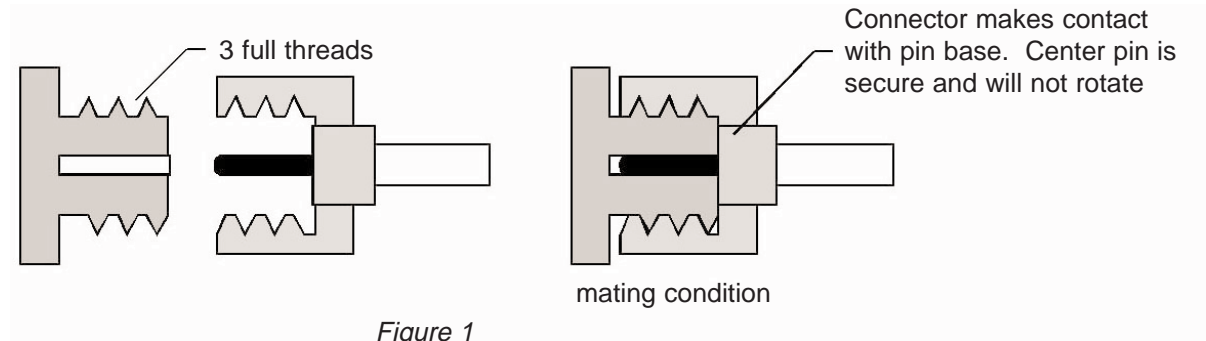 3 full threads
Connector makes contact
with pin base.  Center pin is
secure and will not rotate
mating condition
Figure 1